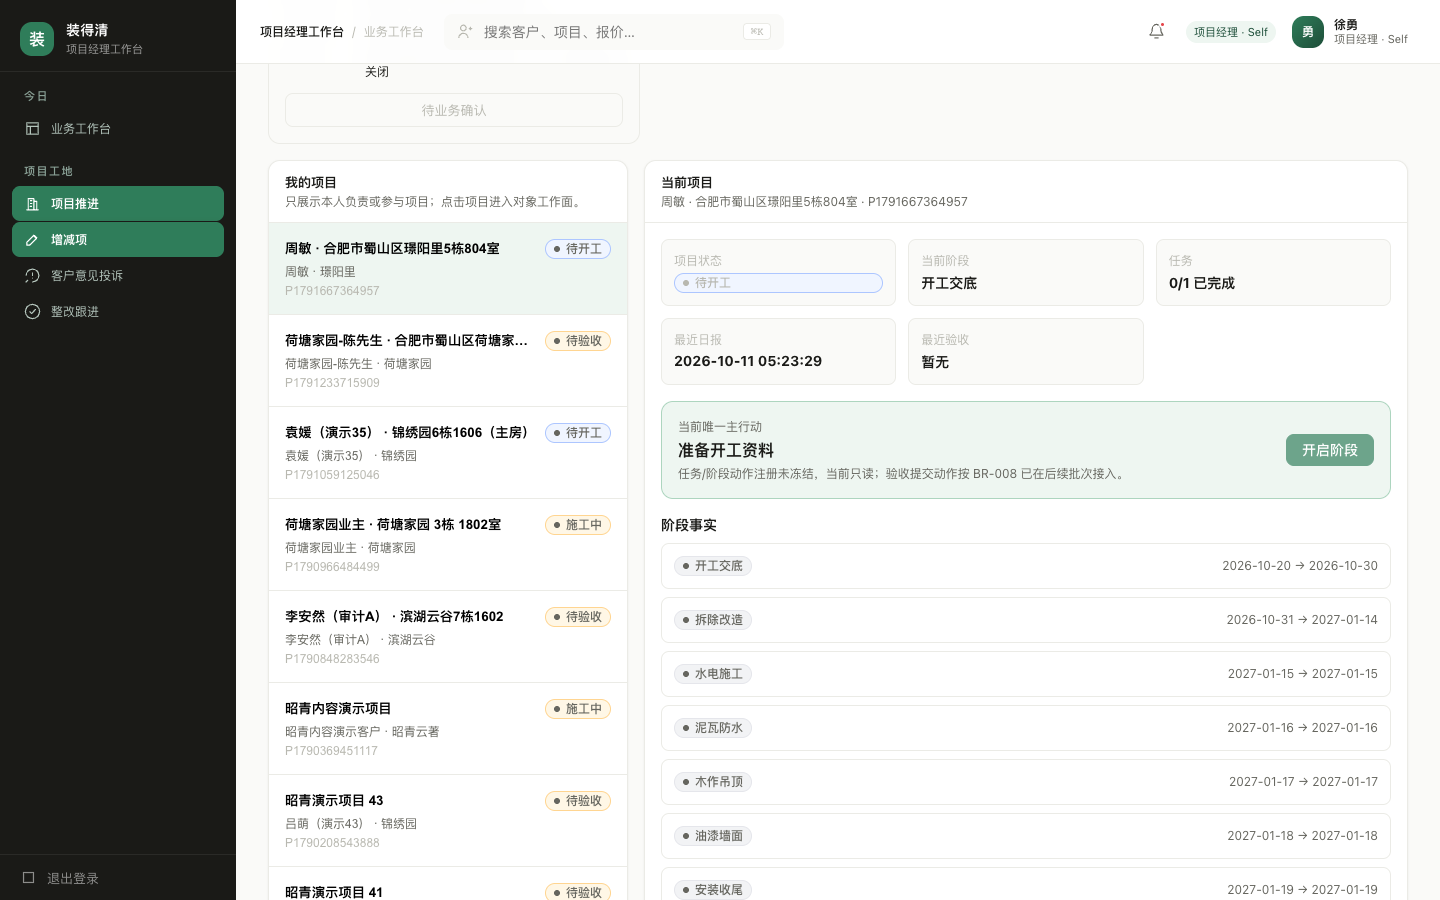 装
装得清
项目经理工作台
今日
业务工作台
项目工地
项目推进
增减项
客户意见投诉
整改跟进
退出登录
项目经理工作台 / 业务工作台
搜索客户、项目、报价...
⌘K
项目经理 · Self
勇
徐勇
项目经理 · Self
关闭
待业务确认
我的项目
只展示本人负责或参与项目；点击项目进入对象工作面。
周敏 · 合肥市蜀山区璟阳里5栋804室
待开工
周敏 · 璟阳里
P1791667364957
荷塘家园-陈先生 · 合肥市蜀山区荷塘家...
待验收
荷塘家园-陈先生 · 荷塘家园
P1791233715909
袁媛（演示35） · 锦绣园6栋1606（主房）
待开工
袁媛（演示35） · 锦绣园
P1791059125046
荷塘家园业主 · 荷塘家园 3栋 1802室
施工中
荷塘家园业主 · 荷塘家园
P1790966484499
李安然（审计A） · 滨湖云谷7栋1602
待验收
李安然（审计A） · 滨湖云谷
P1790848283546
昭青内容演示项目
施工中
昭青内容演示客户 · 昭青云著
P1790369451117
昭青演示项目 43
待验收
吕萌（演示43） · 锦绣园
P1790208543888
昭青演示项目 41
待验收
当前项目
周敏 · 合肥市蜀山区璟阳里5栋804室 · P1791667364957
项目状态
待开工
当前阶段
开工交底
任务
0/1 已完成
最近日报
2026-10-11 05:23:29
最近验收
暂无
当前唯一主行动
准备开工资料
任务/阶段动作注册未冻结，当前只读；验收提交动作按 BR-008 已在后续批次接入。
开启阶段
阶段事实
开工交底
2026-10-20 → 2026-10-30
拆除改造
2026-10-31 → 2027-01-14
水电施工
2027-01-15 → 2027-01-15
泥瓦防水
2027-01-16 → 2027-01-16
木作吊顶
2027-01-17 → 2027-01-17
油漆墙面
2027-01-18 → 2027-01-18
安装收尾
2027-01-19 → 2027-01-19